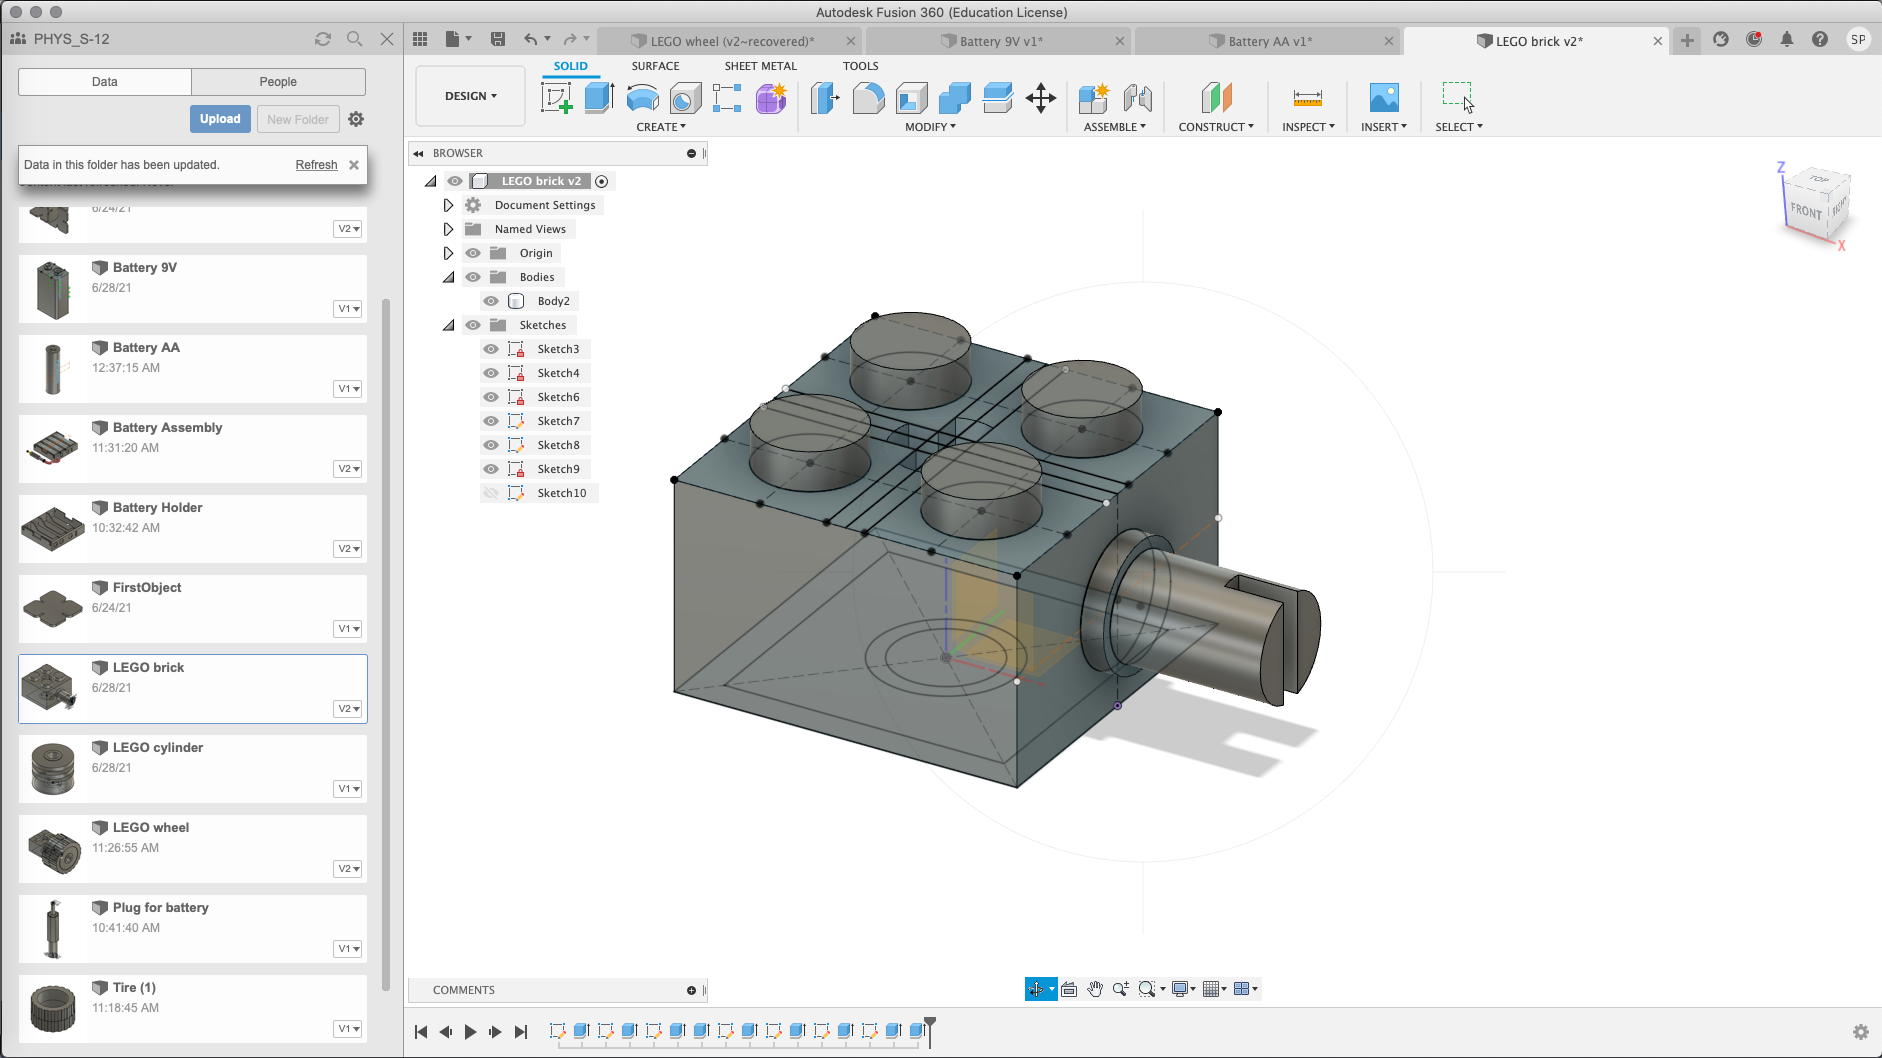 Autodesk Fusion 360 (Education License)
PHYS_S-12
LEGO wheel (v2~recovered)*
Battery 9V v1*
Battery AA v1*
LEGO brick v2*
SP
Data
People
Upload
New Folder
Data in this folder has been updated.
Refresh
6/24/21
V2
Battery 9V
6/28/21
V1
Battery AA
12:37:15 AM
V1
Battery Assembly
11:31:20 AM
V2
Battery Holder
10:32:42 AM
V2
FirstObject
6/24/21
V1
LEGO brick
6/28/21
V2
LEGO cylinder
6/28/21
V1
LEGO wheel
11:26:55 AM
V2
Plug for battery
10:41:40 AM
V1
Tire (1)
11:18:45 AM
V1
SOLID
SURFACE
SHEET METAL
TOOLS
DESIGN
CREATE
MODIFY
ASSEMBLE
CONSTRUCT
INSPECT
INSERT
SELECT
BROWSER
LEGO brick v2
Document Settings
Named Views
Origin
Bodies
Body2
Sketches
Sketch3
Sketch4
Sketch6
Sketch7
Sketch8
Sketch9
Sketch10
Z
TOP
FRONT
RIGHT
X
COMMENTS